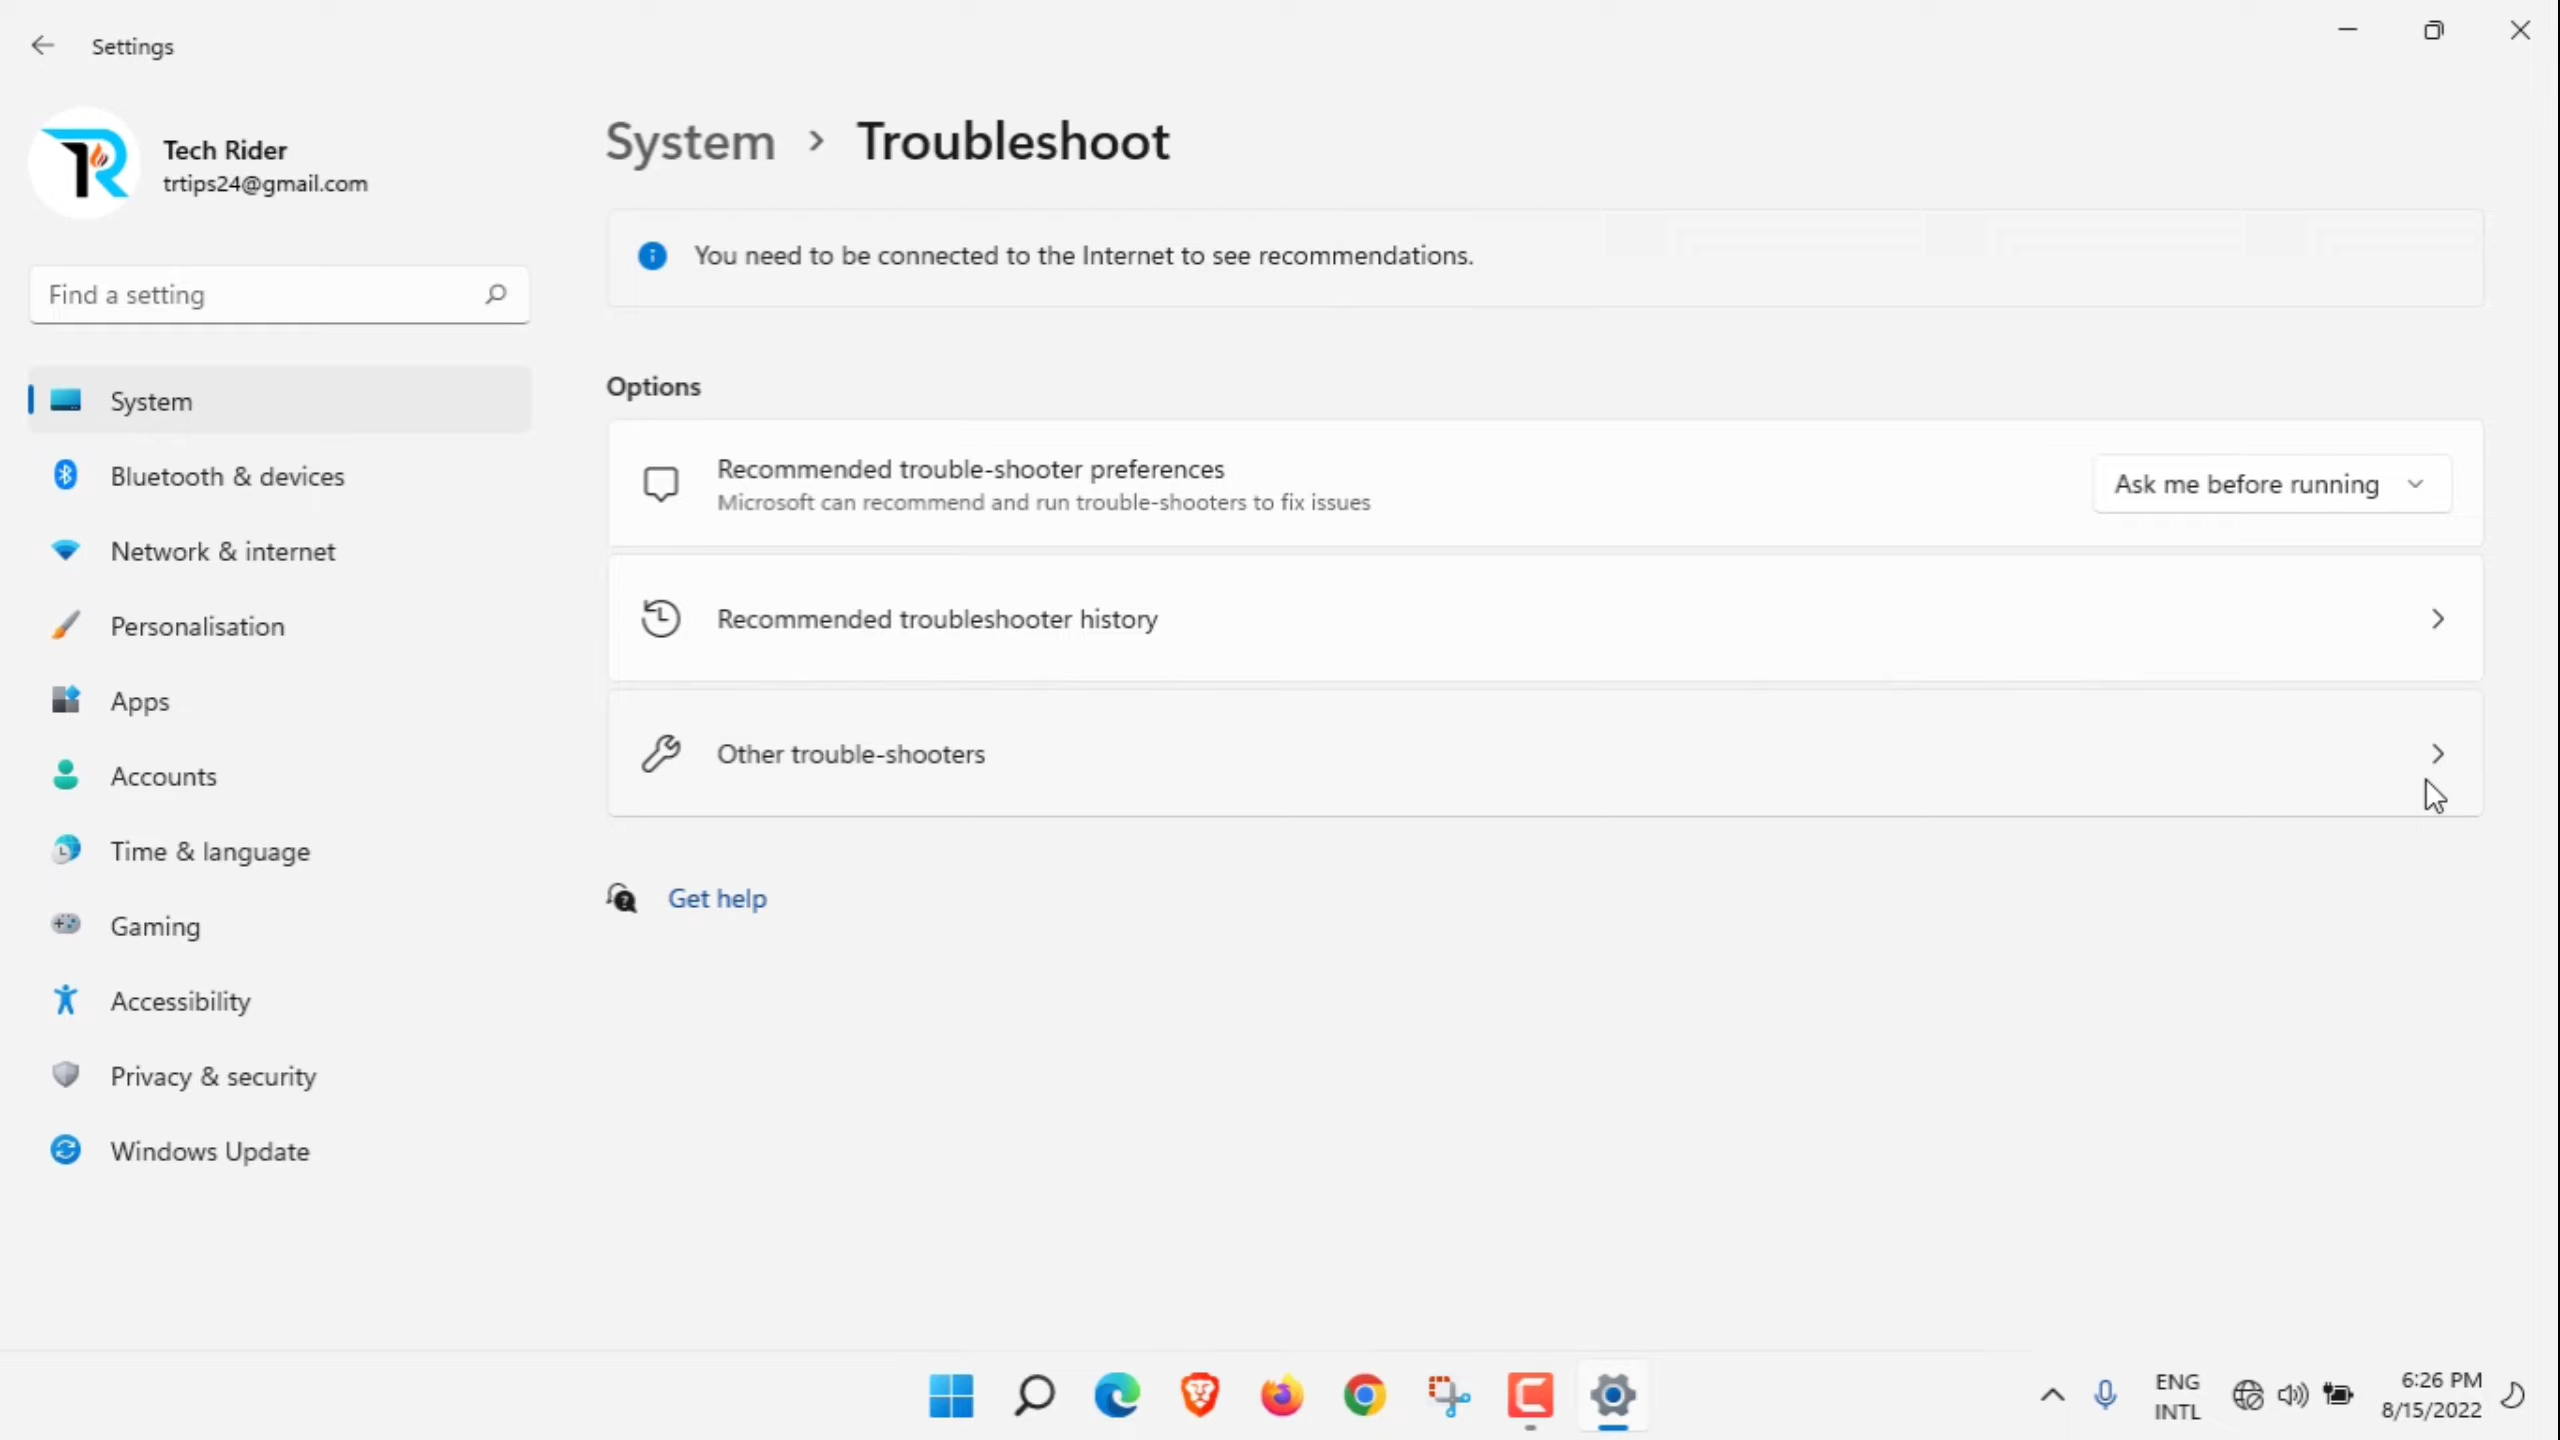 Settings
Tech Rider
trtips24@gmail.com
Find a setting
System
Bluetooth & devices
Network & internet
Personalisation
Apps
Accounts
Time & language
Gaming
Accessibility
Privacy & security
Windows Update
System > Troubleshoot
You need to be connected to the Internet to see recommendations.
Options
Recommended trouble-shooter preferences
Microsoft can recommend and run trouble-shooters to fix issues
Ask me before running
Recommended troubleshooter history
Other trouble-shooters
Get help
ENG
INTL
6:26 PM
8/15/2022